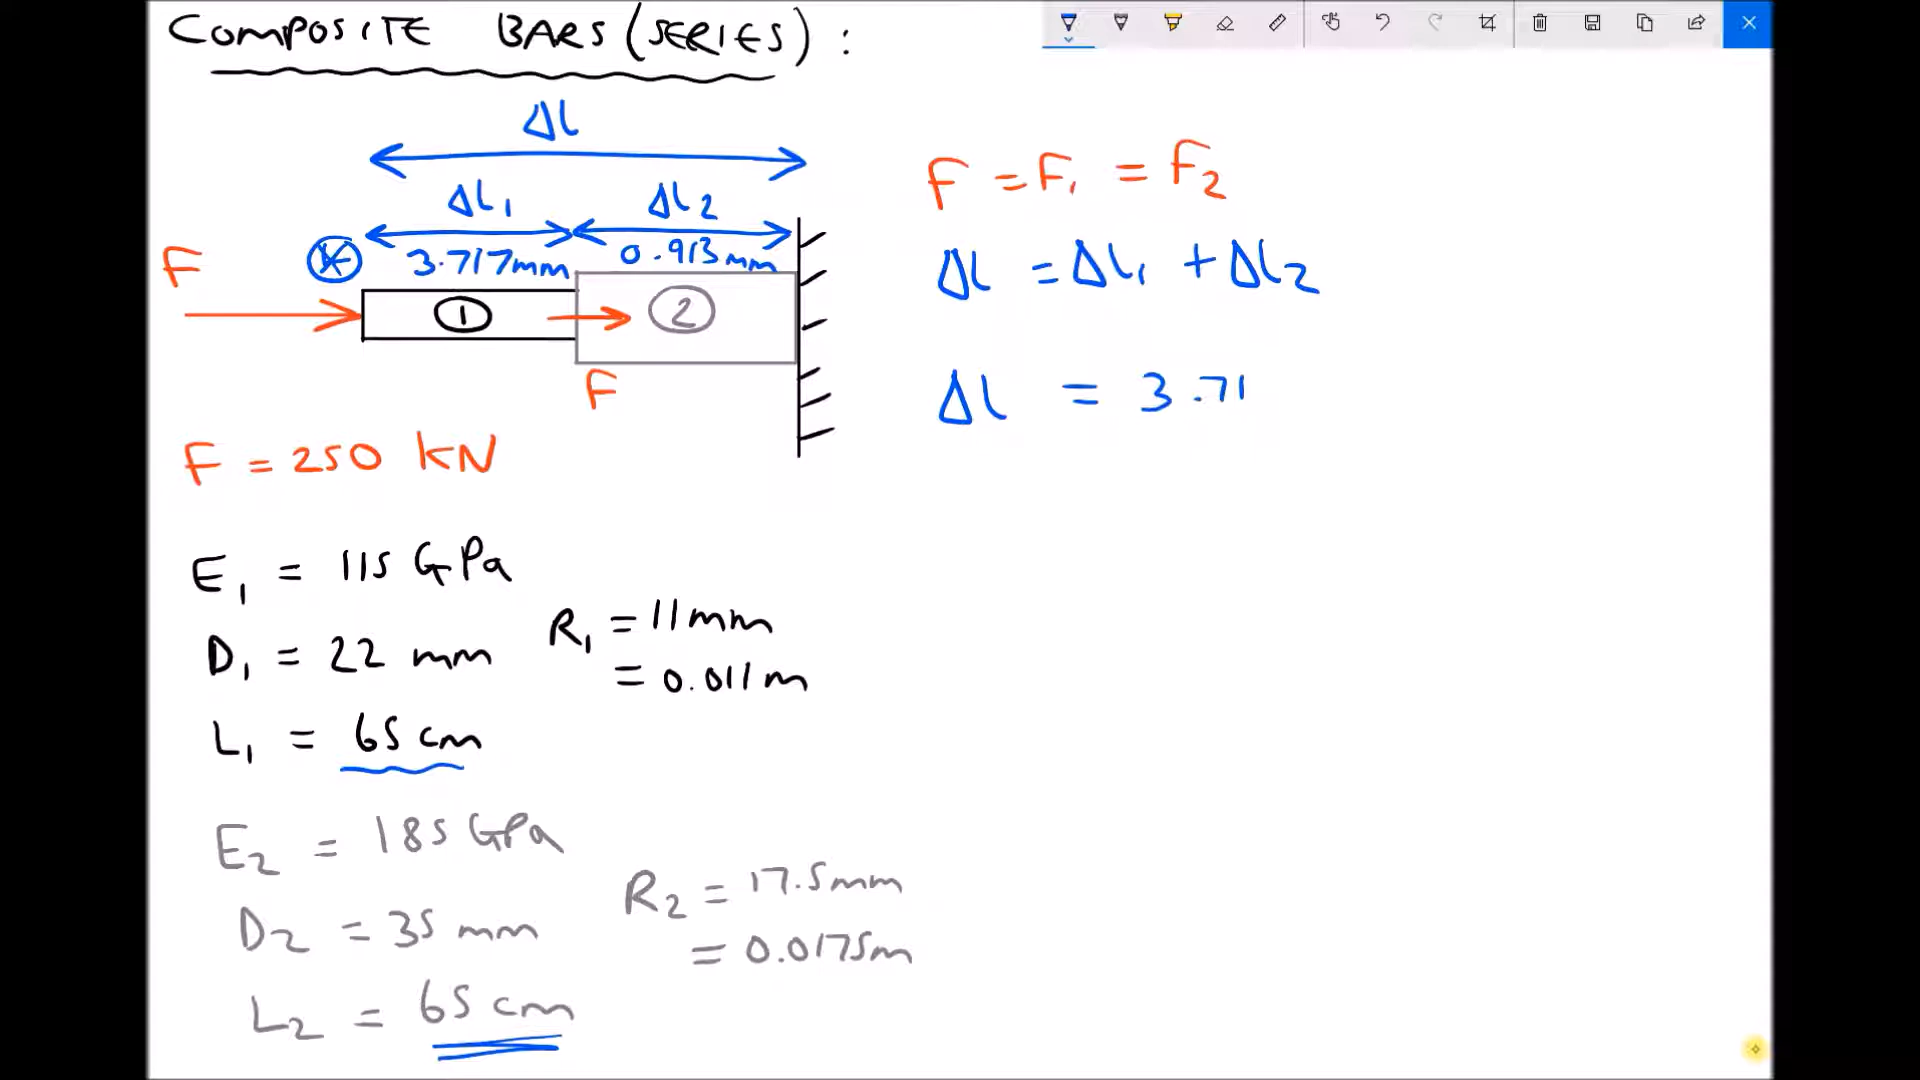 COMPOSITE BARS (SERIES):
Δl
Δl1 Δl2
3.717mm 0.913mm
F
1 2
F
F = 250 kN
E1 = 115 GPa
D1 = 22 mm
L1 = 65 cm
R1 = 11mm
= 0.011m
E2 = 185 GPa
D2 = 35 mm
L2 = 65 cm
R2 = 17.5mm
= 0.0175m
F = F1 = F2
Δl = Δl1 + Δl2
Δl = 3.71